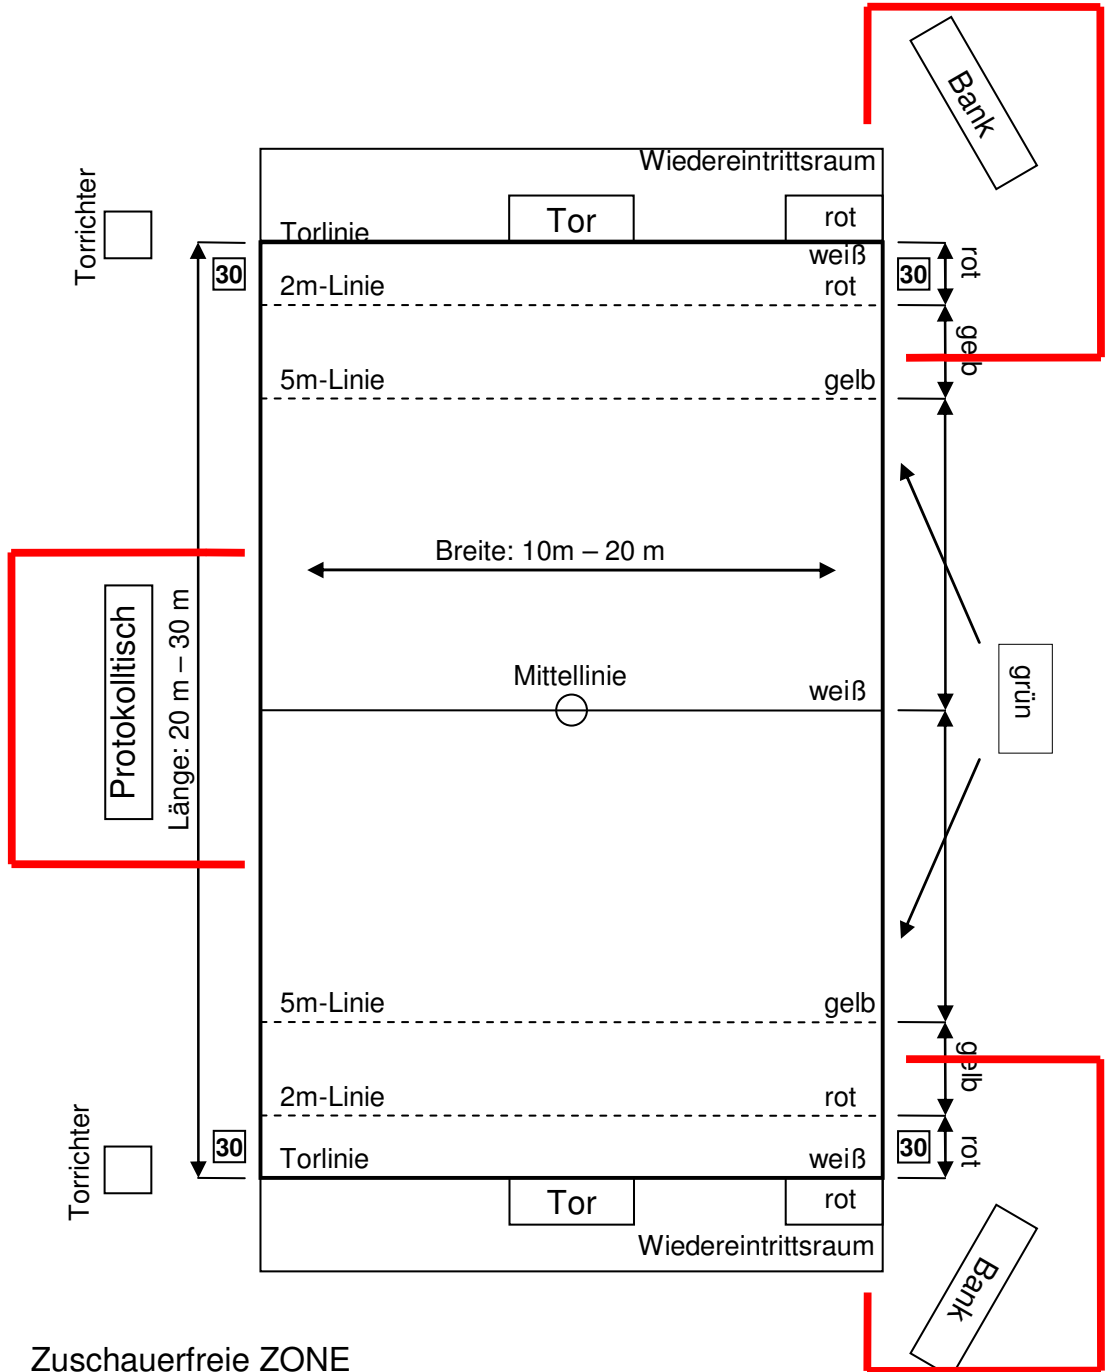 Bank
Wiedereintrittsraum
Torrichter
Tor
rot
Torlinie
weiß
30
2m-Linie
rot
30
rot
gelb
5m-Linie
gelb
Breite: 10m – 20 m
Protokolltisch
Länge: 20 m – 30 m
Mittellinie
weiß
grün
5m-Linie
gelb
gelb
2m-Linie
rot
Torrichter
30
Torlinie
weiß
30
rot
Tor
rot
Wiedereintrittsraum
Bank
Zuschauerfreie ZONE